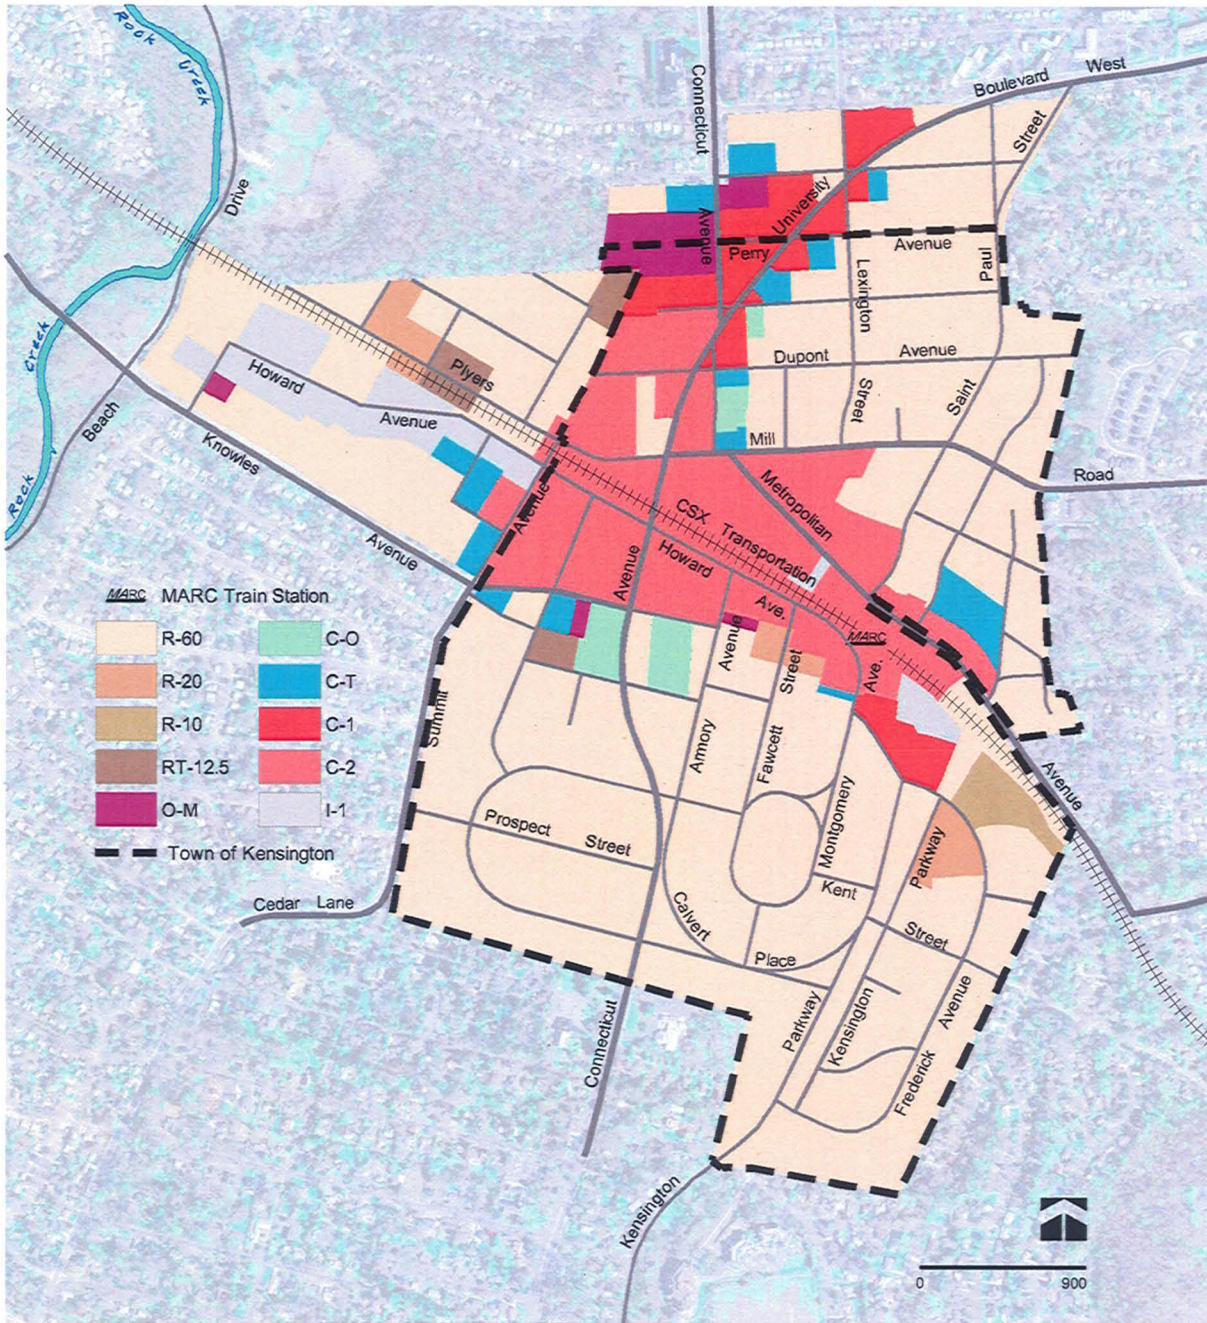 Rock
Creek
Connecticut
Avenue
Boulevard
West
Street
University
Drive
Perry
Avenue
Paul
Lexington
Street
Dupont
Avenue
Saint
Creek
Rock
Beach
Howard
Avenue
Plyers
Knowles
Avenue
Avenue
Mill
Road
Metropolitan
CSX Transportation
Howard
Ave.
Avenue
Avenue
Street
MARC
Ave.
MARC MARC Train Station
R-60
C-O
R-20
C-T
R-10
C-1
RT-12.5
C-2
O-M
I-1
Town of Kensington
Summit
Cedar Lane
Armory
Fawcett
Montgomery
Avenue
Prospect
Street
Parkway
Kent
Street
Calvert
Place
Parkway
Kensington
Avenue
Frederick
Connecticut
Kensington
0 900